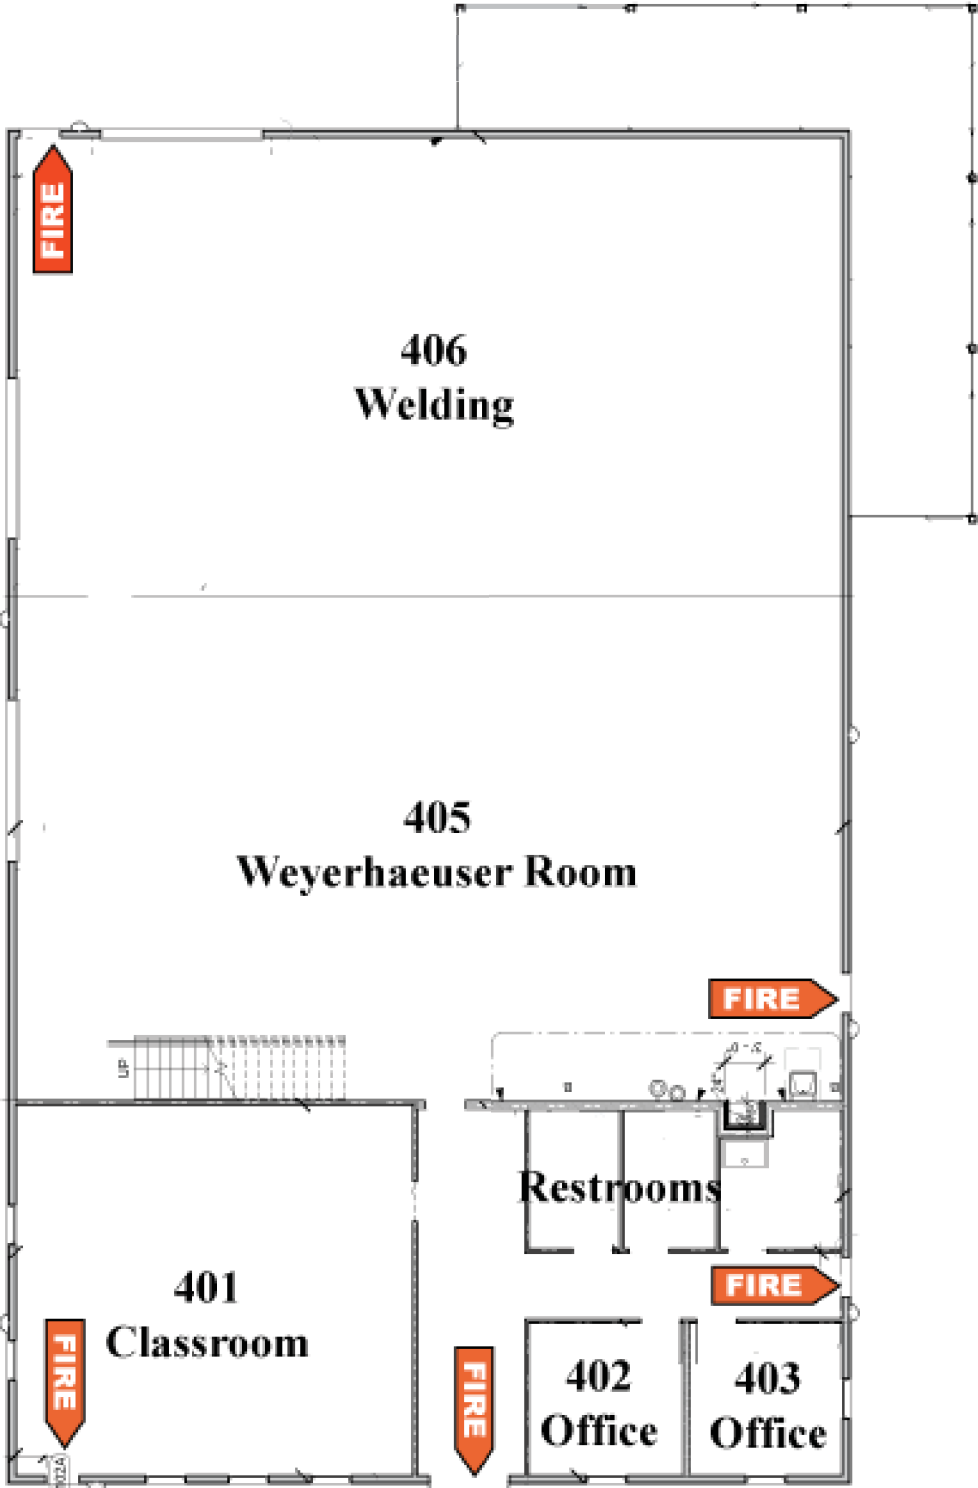 FIRE
406
Welding
405
Weyerhaeuser Room
FIRE
UP
Restrooms
FIRE
401
Classroom
FIRE
FIRE
402
Office
403
Office